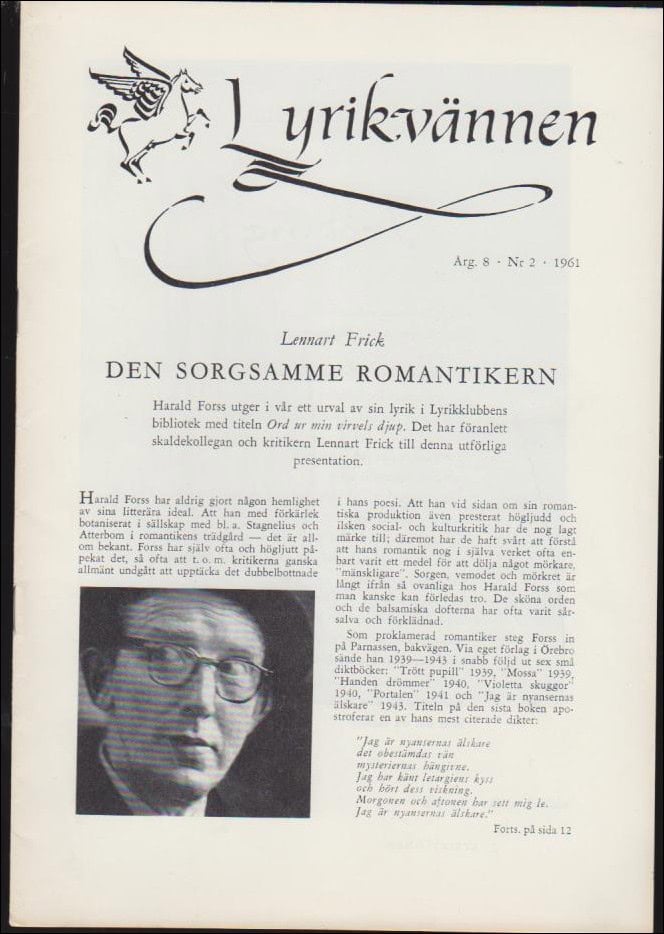 Lyrikvännen
Årg. 8 · Nr 2 · 1961
Lennart Frick
DEN SORGSAMME ROMANTIKERN
Harald Forss utger i vår ett urval av sin lyrik i Lyrikklubbens
bibliotek med titeln Ord ur min virvels djup. Det har föranlett
skaldekollegan och kritikern Lennart Frick till denna utförliga
presentation.
Harald Forss har aldrig gjort någon hemlighet
av sina litterära ideal. Att han med förkärlek
botaniserat i sällskap med bl. a. Stagnelius och
Atterbom i romantikens trädgård — det är all-
om bekant. Forss har själv ofta och högljutt på-
pekat det, så ofta att t. o. m. kritikerna ganska
allmänt undgått att upptäcka det dubbelbottnade
i hans poesi. Att han vid sidan om sin roman-
tiska produktion även presterat högljudd och
ilsken social- och kulturkritik har de nog lagt
märke till; däremot har de haft svårt att förstå
att hans romantik nog i själva verket ofta en-
bart varit ett medel för att dölja något mörkare,
"mänskligare". Sorgen, vemodet och mörkret är
långt ifrån så ovanliga hos Harald Forss som
man kanske kan förledas tro. De sköna orden
och de balsamiska dofterna har ofta varit sår-
salva och förklädnad.
Som proklamerad romantiker steg Forss in
på Parnassen, bakvägen. Via eget förlag i Örebro
sände han 1939—1943 i snabb följd ut sex små
diktböcker: "Trött pupill" 1939, "Mossa" 1939,
"Handen drömmer" 1940, "Violetta skuggor"
1940, "Portalen" 1941 och "Jag är nyansernas
älskare" 1943. Titeln på den sista boken apo-
stroferar en av hans mest citerade dikter:
"Jag är nyansernas älskare
det obestämdas vän
mysteriernas hängivne.
Jag har känt letargiens kyss
och hört dess viskning.
Morgonen och aftonen har sett mig le.
Jag är nyansernas älskare."
Forts. på sida 12